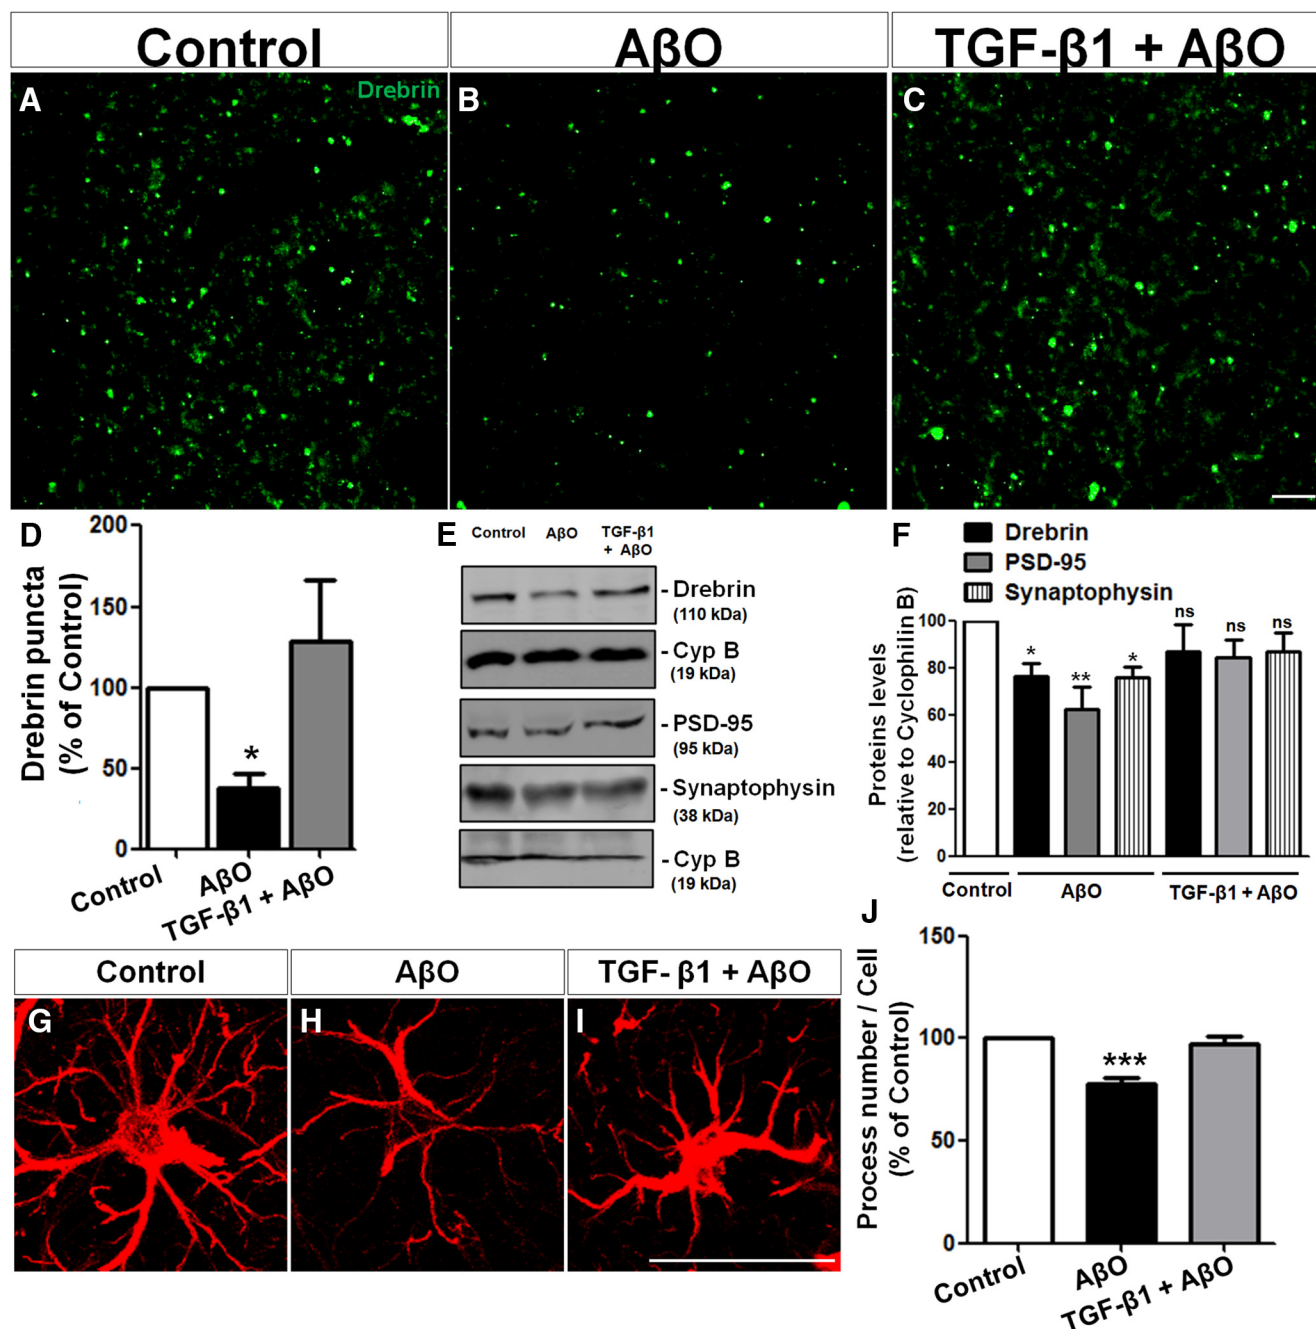 Control
AβO
TGF-β1 + AβO
A
Drebrin
B
C
D
200
150
100
50
0
Drebrin puncta
(% of Control)
*
Control
AβO
TGF-β1 + AβO
E
Control
AβO
TGF-β1
+ AβO
- Drebrin
(110 kDa)
- Cyp B
(19 kDa)
- PSD-95
(95 kDa)
- Synaptophysin
(38 kDa)
- Cyp B
(19 kDa)
F
Drebrin
PSD-95
Synaptophysin
Proteins levels
(relative to Cyclophilin B)
100
80
60
40
20
0
*
**
*
ns
ns
ns
Control
AβO
TGF-β1 + AβO
Control
AβO
TGF- β1 + AβO
G
H
I
J
Process number / Cell
(% of Control)
150
100
50
0
***
Control
AβO
TGF-β1 + AβO